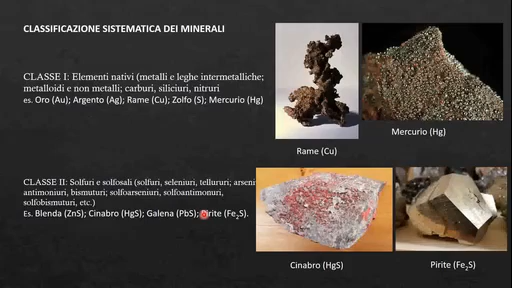 CLASSIFICAZIONE SISTEMATICA DEI MINERALI
CLASSE I: Elementi nativi (metalli e leghe intermetalliche;
metalloidi e non metalli; carburi, siliciuri, nitruri
es. Oro (Au); Argento (Ag); Rame (Cu); Zolfo (S); Mercurio (Hg)
Mercurio (Hg)
Rame (Cu)
CLASSE II: Solfuri e solfosali (solfuri, seleniuri, tellururi; arseni
antimoniuri, bismuturi; solfoarseniuri, solfoantimonuri,
solfobismuturi, etc.)
Es. Blenda (ZnS); Cinabro (HgS); Galena (PbS); Pirite (Fe₂S).
Cinabro (HgS)
Pirite (Fe₂S)